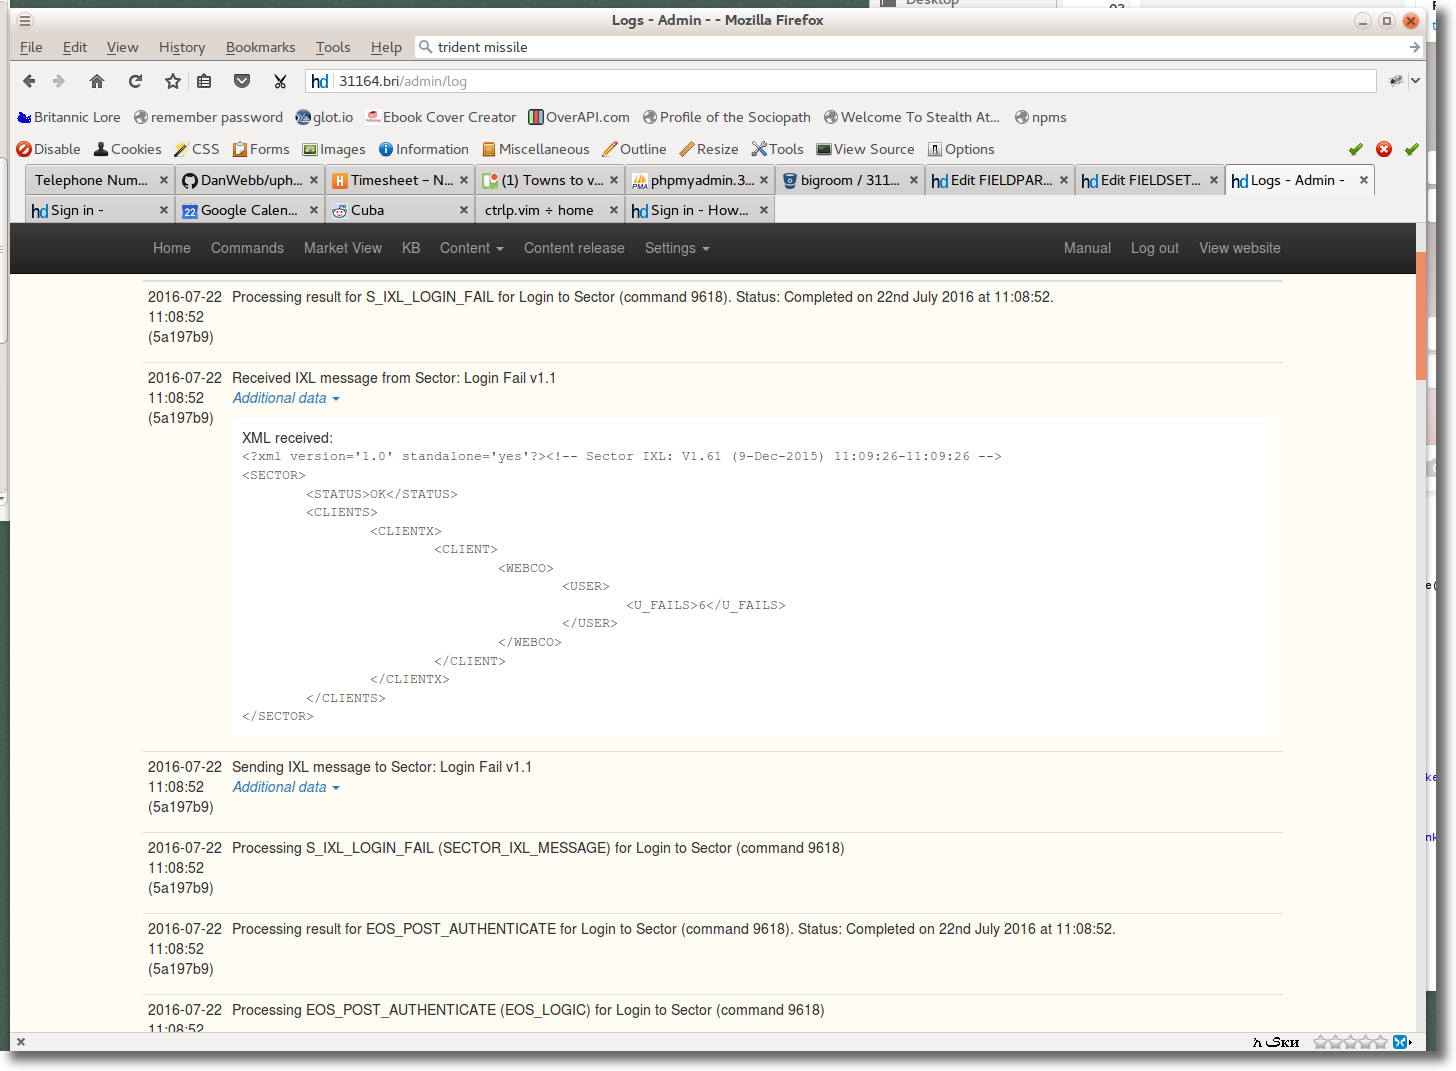 Desktop
Logs - Admin - - Mozilla Firefox
File Edit View History Bookmarks Tools Help trident missile
hd 31164.bri/admin/log
Britannic Lore remember password glot.io Ebook Cover Creator OverAPI.com Profile of the Sociopath Welcome To Stealth At... npms
Disable Cookies CSS Forms Images Information Miscellaneous Outline Resize Tools View Source Options
Telephone Num... DanWebb/uph... Timesheet – N... (1) Towns to v... phpmyadmin.3... bigroom / 311... hd Edit FIELDPAR... hd Edit FIELDSET... hd Logs - Admin -
hd Sign in - 22 Google Calen... Cuba ctrlp.vim ÷ home hd Sign in - How...
Home Commands Market View KB Content Content release Settings Manual Log out View website
2016-07-22 Processing result for S_IXL_LOGIN_FAIL for Login to Sector (command 9618). Status: Completed on 22nd July 2016 at 11:08:52.
11:08:52
(5a197b9)
2016-07-22 Received IXL message from Sector: Login Fail v1.1
11:08:52 Additional data
(5a197b9)
XML received:
<?xml version='1.0' standalone='yes'?><!-- Sector IXL: V1.61 (9-Dec-2015) 11:09:26-11:09:26 -->
<SECTOR>
<STATUS>OK</STATUS>
<CLIENTS>
<CLIENTX>
<CLIENT>
<WEBCO>
<USER>
<U_FAILS>6</U_FAILS>
</USER>
</WEBCO>
</CLIENT>
</CLIENTX>
</CLIENTS>
</SECTOR>
2016-07-22 Sending IXL message to Sector: Login Fail v1.1
11:08:52 Additional data
(5a197b9)
2016-07-22 Processing S_IXL_LOGIN_FAIL (SECTOR_IXL_MESSAGE) for Login to Sector (command 9618)
11:08:52
(5a197b9)
2016-07-22 Processing result for EOS_POST_AUTHENTICATE for Login to Sector (command 9618). Status: Completed on 22nd July 2016 at 11:08:52.
11:08:52
(5a197b9)
2016-07-22 Processing EOS_POST_AUTHENTICATE (EOS_LOGIC) for Login to Sector (command 9618)
11:08:52